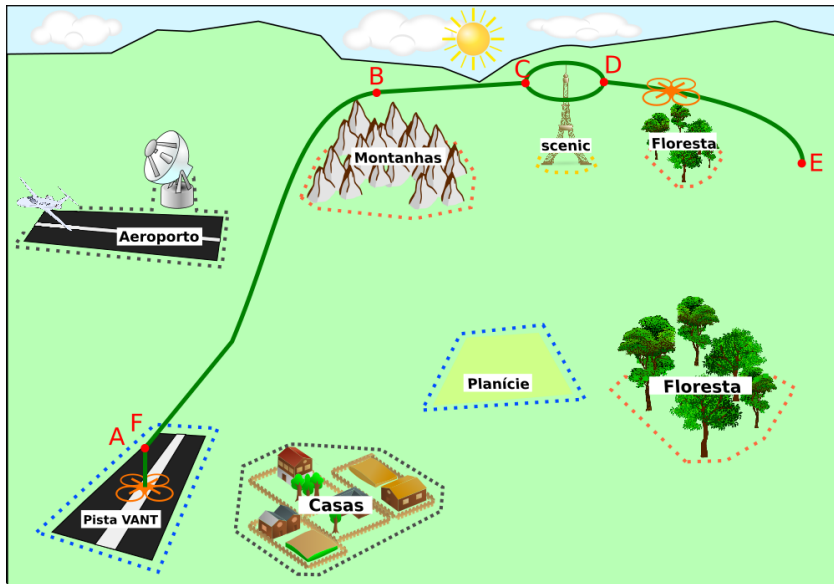 B
C
D
scenic
Floresta
Montanhas
E
Aeroporto
Planície
Floresta
A
F
Casas
Pista VANT